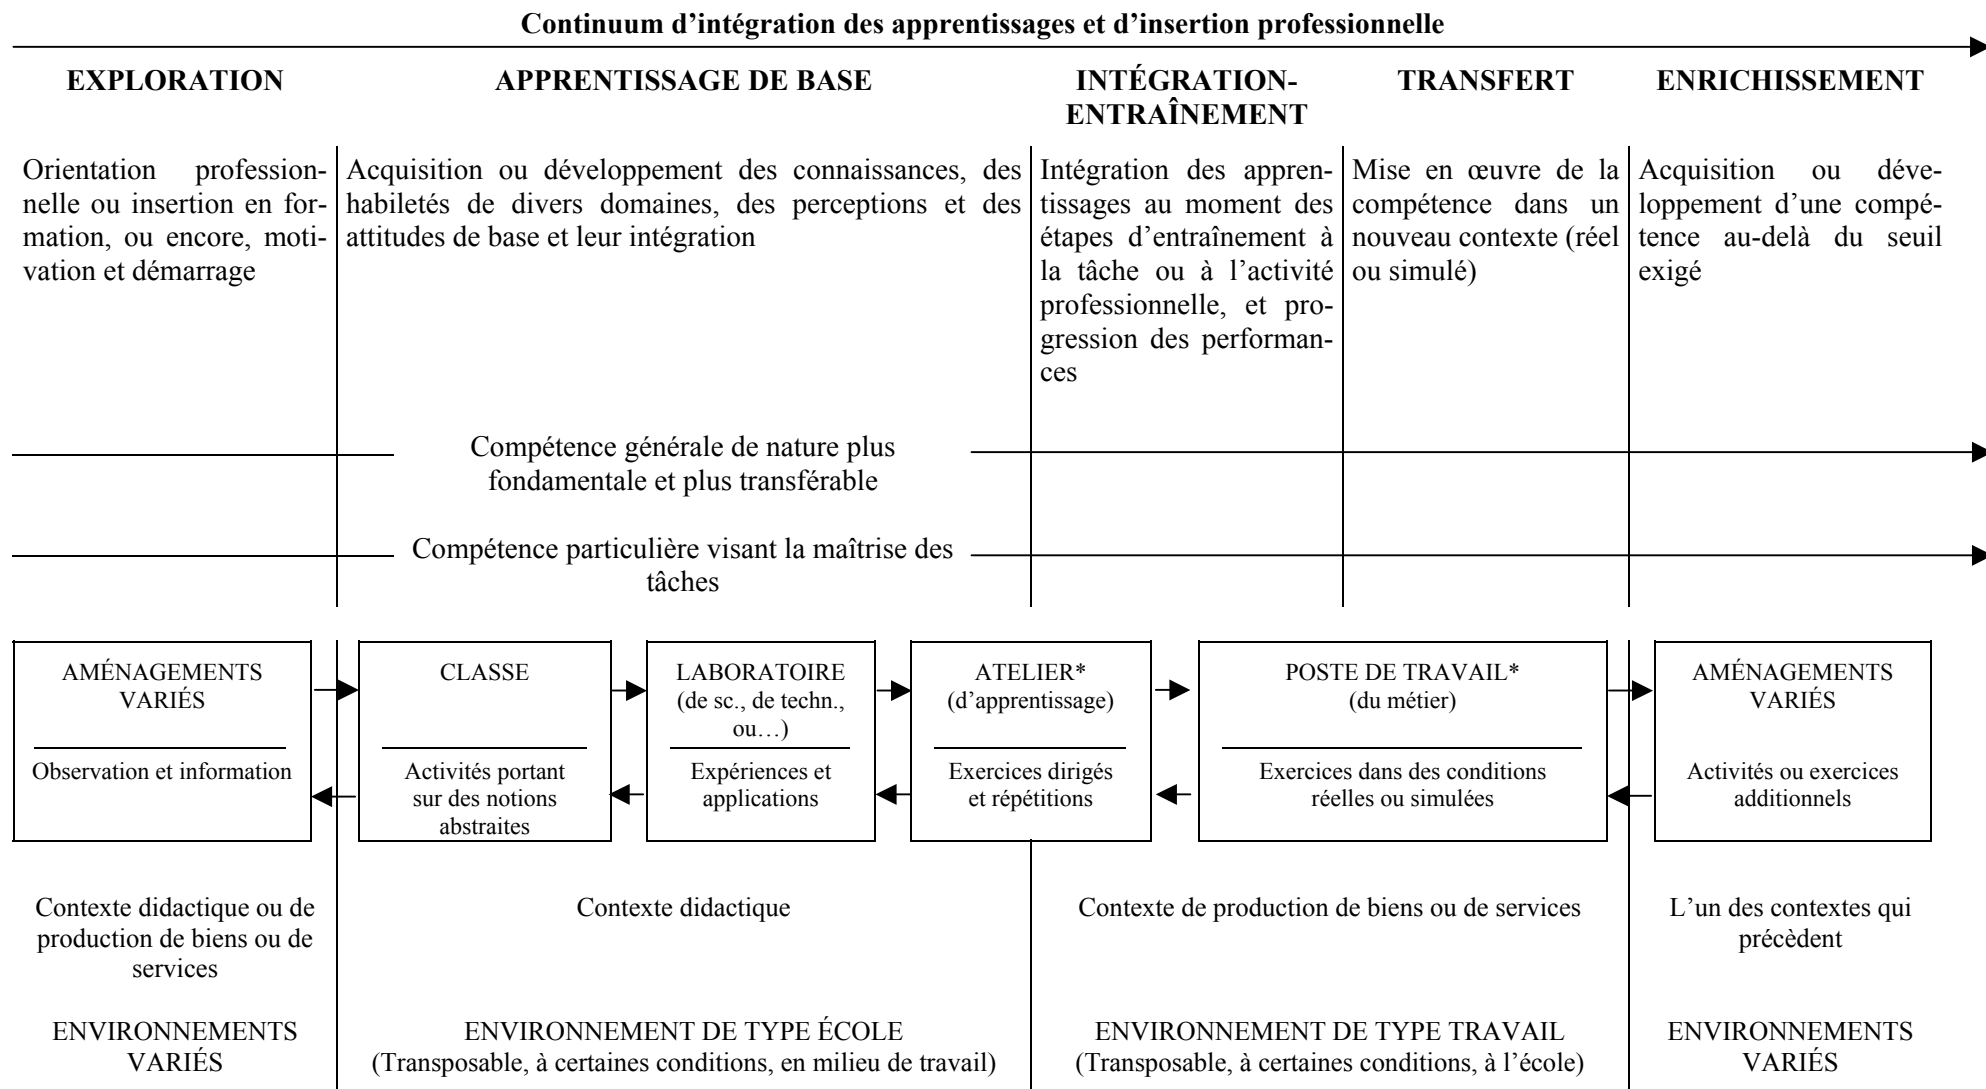 Continuum d’intégration des apprentissages et d’insertion professionnelle
EXPLORATION
APPRENTISSAGE DE BASE
INTÉGRATION-
ENTRAÎNEMENT
TRANSFERT
ENRICHISSEMENT
Orientation profession-
nelle ou insertion en for-
mation, ou encore, moti-
vation et démarrage
Acquisition ou développement des connaissances, des
habiletés de divers domaines, des perceptions et des
attitudes de base et leur intégration
Intégration des appren-
tissages au moment des
étapes d’entraînement à
la tâche ou à l’activité
professionnelle, et pro-
gression des performan-
ces
Mise en œuvre de la
compétence dans un
nouveau contexte (réel
ou simulé)
Acquisition ou déve-
loppement d’une compé-
tence au-delà du seuil
exigé
Compétence générale de nature plus
fondamentale et plus transférable
Compétence particulière visant la maîtrise des
tâches
AMÉNAGEMENTS
VARIÉS
Observation et information
CLASSE
Activités portant
sur des notions
abstraites
LABORATOIRE
(de sc., de techn.,
ou…)
Expériences et
applications
ATELIER*
(d’apprentissage)
Exercices dirigés
et répétitions
POSTE DE TRAVAIL*
(du métier)
Exercices dans des conditions
réelles ou simulées
AMÉNAGEMENTS
VARIÉS
Activités ou exercices
additionnels
Contexte didactique ou de
production de biens ou de
services
Contexte didactique
Contexte de production de biens ou de services
L’un des contextes qui
précèdent
ENVIRONNEMENTS
VARIÉS
ENVIRONNEMENT DE TYPE ÉCOLE
(Transposable, à certaines conditions, en milieu de travail)
ENVIRONNEMENT DE TYPE TRAVAIL
(Transposable, à certaines conditions, à l’école)
ENVIRONNEMENTS
VARIÉS